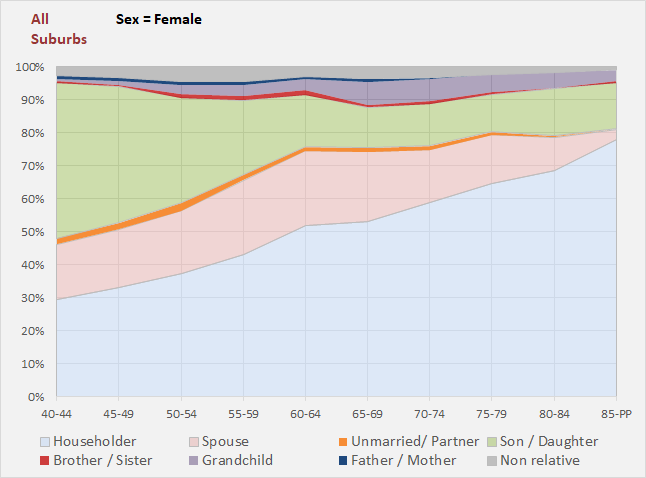 All
Suburbs
Sex = Female
100%
90%
80%
70%
60%
50%
40%
30%
20%
10%
0%
40-44 45-49 50-54 55-59 60-64 65-69 70-74 75-79 80-84 85-PP
Householder Spouse Unmarried/ Partner Son / Daughter
Brother / Sister Grandchild Father / Mother Non relative